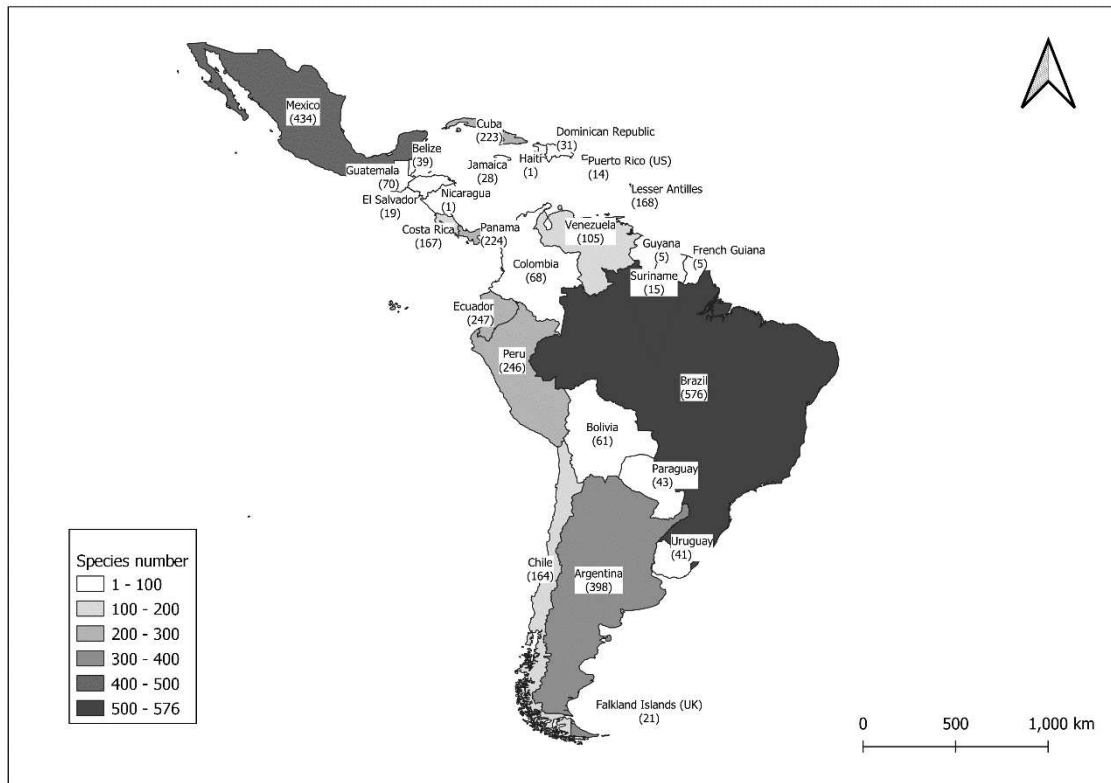 Mexico
(434)
Cuba
(223)
Dominican Republic
(31)
Belize
(39)
Jamaica
(28)
Haiti
(1)
Puerto Rico (US)
(14)
Guatemala
(70)
Lesser Antilles
(168)
El Salvador
(19)
Nicaragua
(1)
Costa Rica
(167)
Panama
(224)
Venezuela
(105)
Guyana
(5)
French Guiana
(5)
Colombia
(68)
Suriname
(15)
Ecuador
(247)
Peru
(246)
Brazil
(576)
Bolivia
(61)
Paraguay
(43)
Uruguay
(41)
Chile
(164)
Argentina
(398)
Falkland Islands (UK)
(21)
Species number
1 - 100
100 - 200
200 - 300
300 - 400
400 - 500
500 - 576
0 500 1,000 km